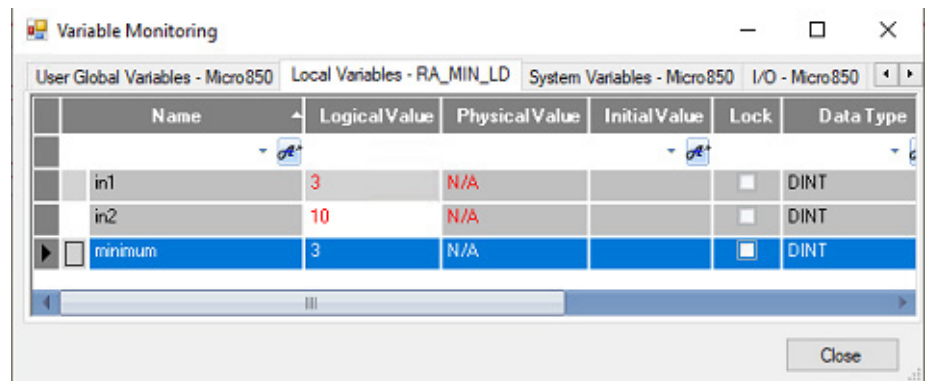 Variable Monitoring
User Global Variables - Micro850 Local Variables - RA_MIN_LD System Variables - Micro850 I/O - Micro850
Name Logical Value Physical Value Initial Value Lock Data Type
in1 3 N/A DINT
in2 10 N/A DINT
minimum 3 N/A DINT
Close